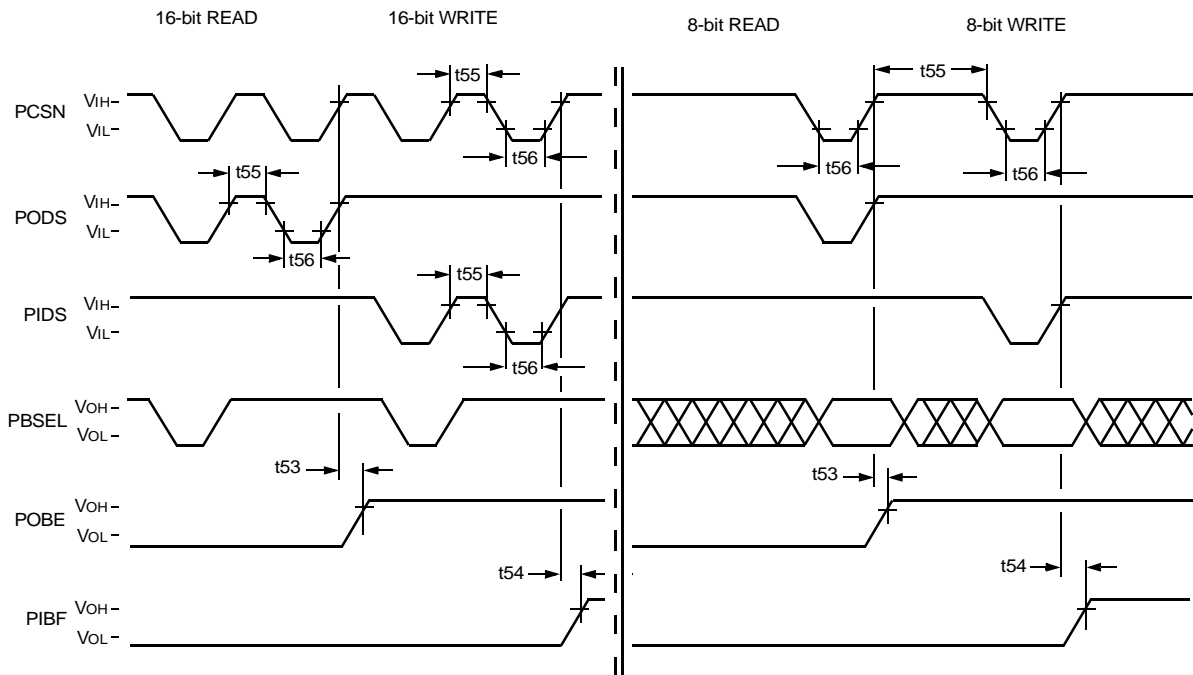 16-bit READ
16-bit WRITE
8-bit READ
8-bit WRITE
t55
t55
PCSN
VIH
VIL
t56
t56
t56
t55
PODS
VIH
VIL
t56
t55
PIDS
VIH
VIL
t56
PBSEL
VOH
VOL
t53
t53
POBE
VOH
VOL
t54
t54
PIBF
VOH
VOL